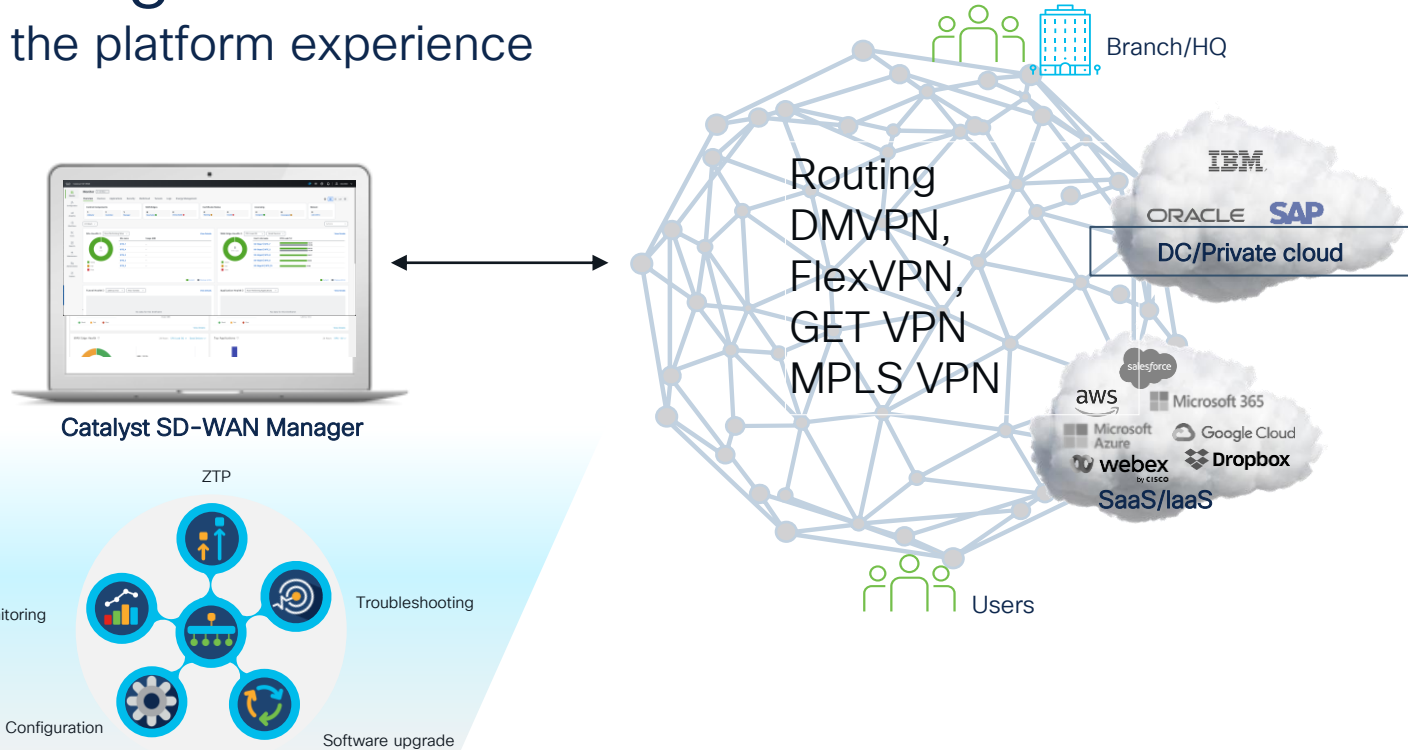 the platform experience
Branch/HQ
IBM
ORACLE SAP
DC/Private cloud
Routing
DMVPN,
FlexVPN,
GET VPN
MPLS VPN
salesforce
aws Microsoft 365
Microsoft
Azure
Google Cloud
webex
by CISCO
Dropbox
SaaS/IaaS
Users
Catalyst SD-WAN Manager
ZTP
itoring
Troubleshooting
Configuration
Software upgrade